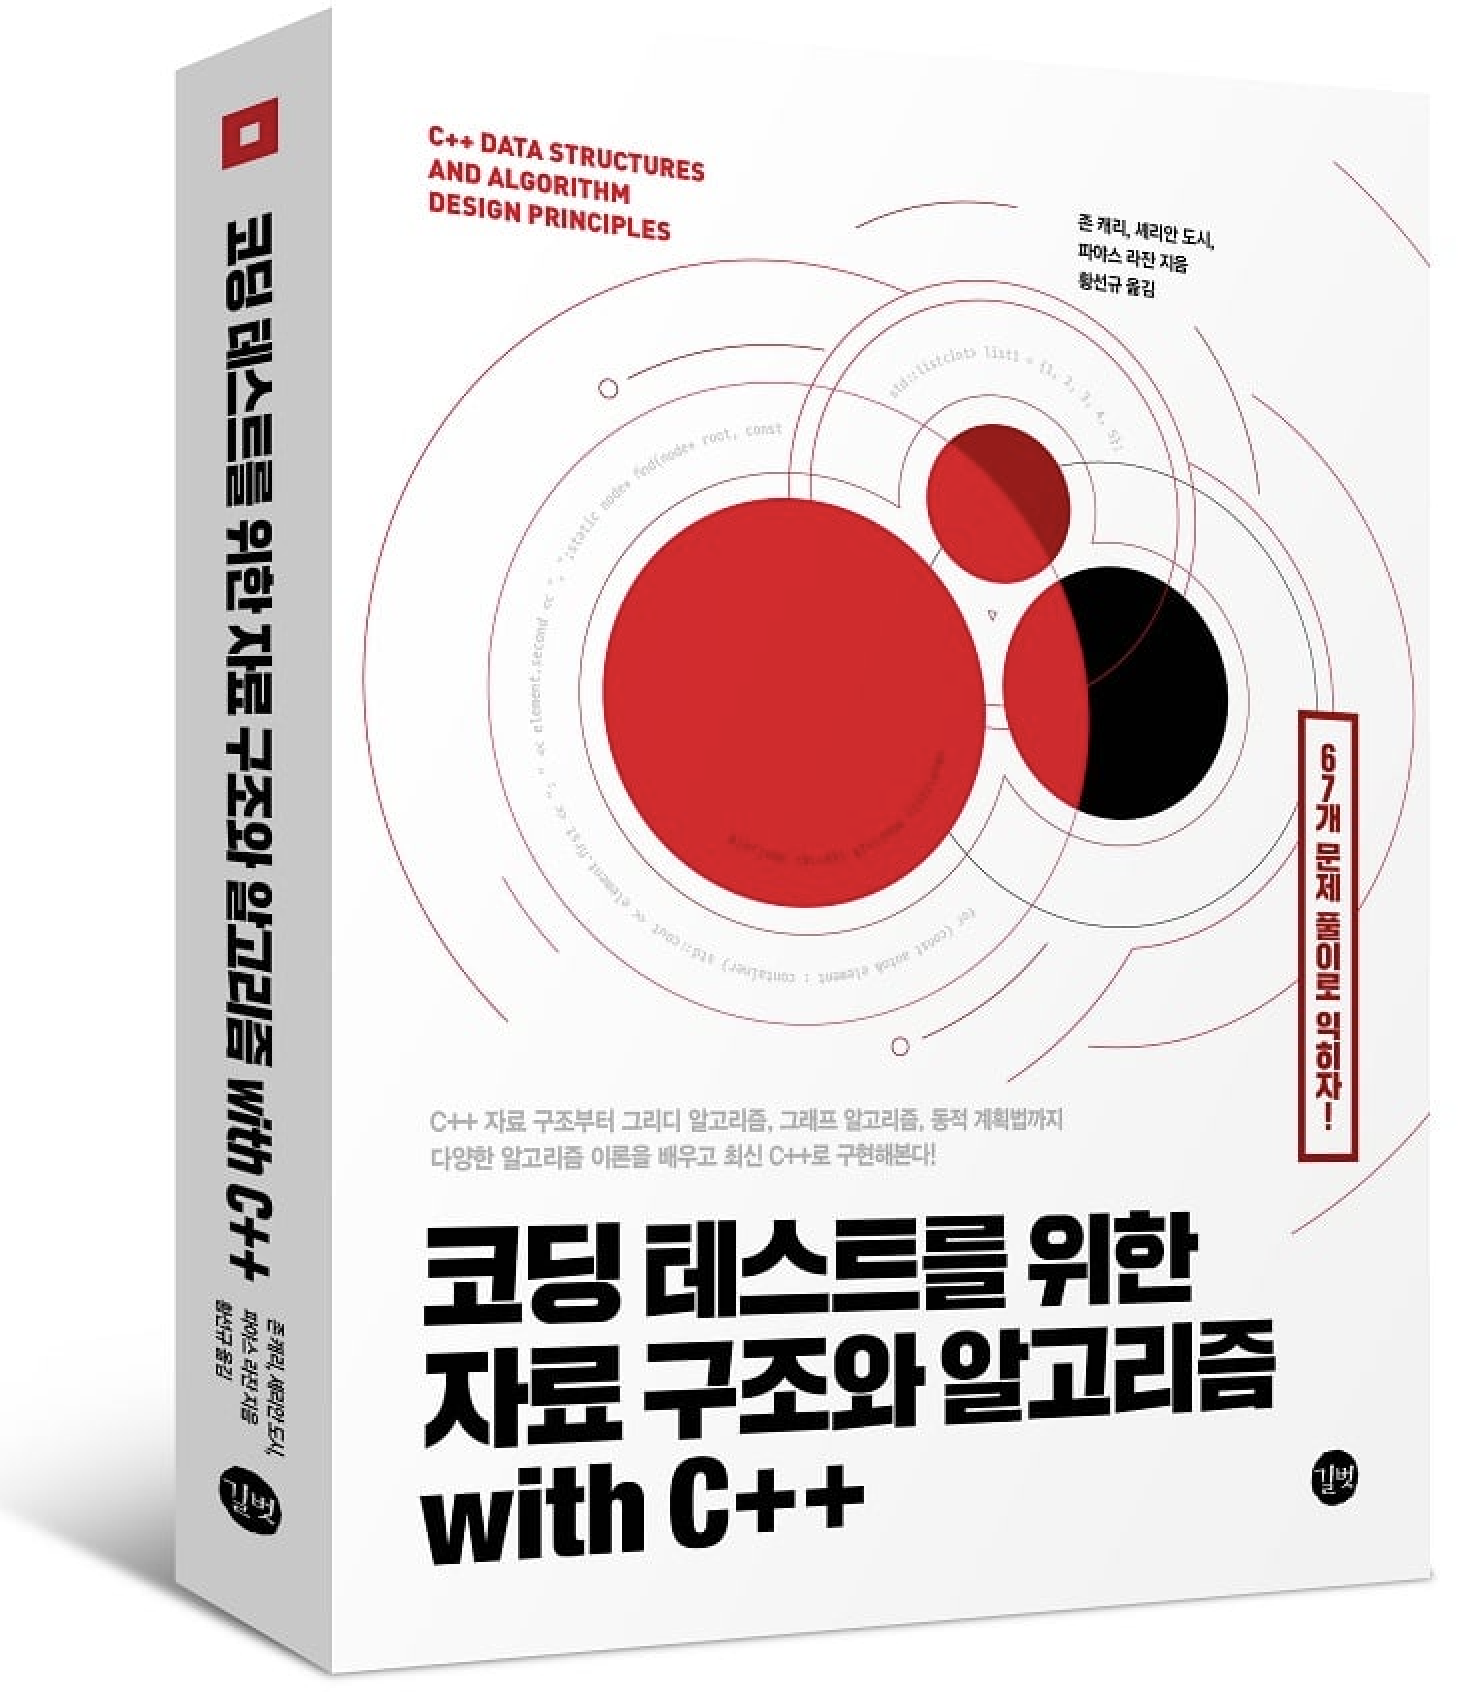 C++ DATA STRUCTURES
AND ALGORITHM
DESIGN PRINCIPLES
존 캐리, 셰리안 도시,
파야스 라잔 지음
황선규 옮김
std::list<int> list1 = {1, 2, 3, 4, 5};
static node* find(node* root, const
<< element.first << ", " << element.second << ", ";
for (const auto& element : container) std::cout
67개 문제 풀이로 익히자!
C++ 자료 구조부터 그리디 알고리즘, 그래프 알고리즘, 동적 계획법까지
다양한 알고리즘 이론을 배우고 최신 C++로 구현해본다!
코딩 테스트를 위한
자료 구조와 알고리즘
with C++
길벗
코딩 테스트를 위한 자료 구조와 알고리즘 with C++
존 캐리, 셰리안 도시,
파야스 라잔 지음
황선규 옮김
길벗